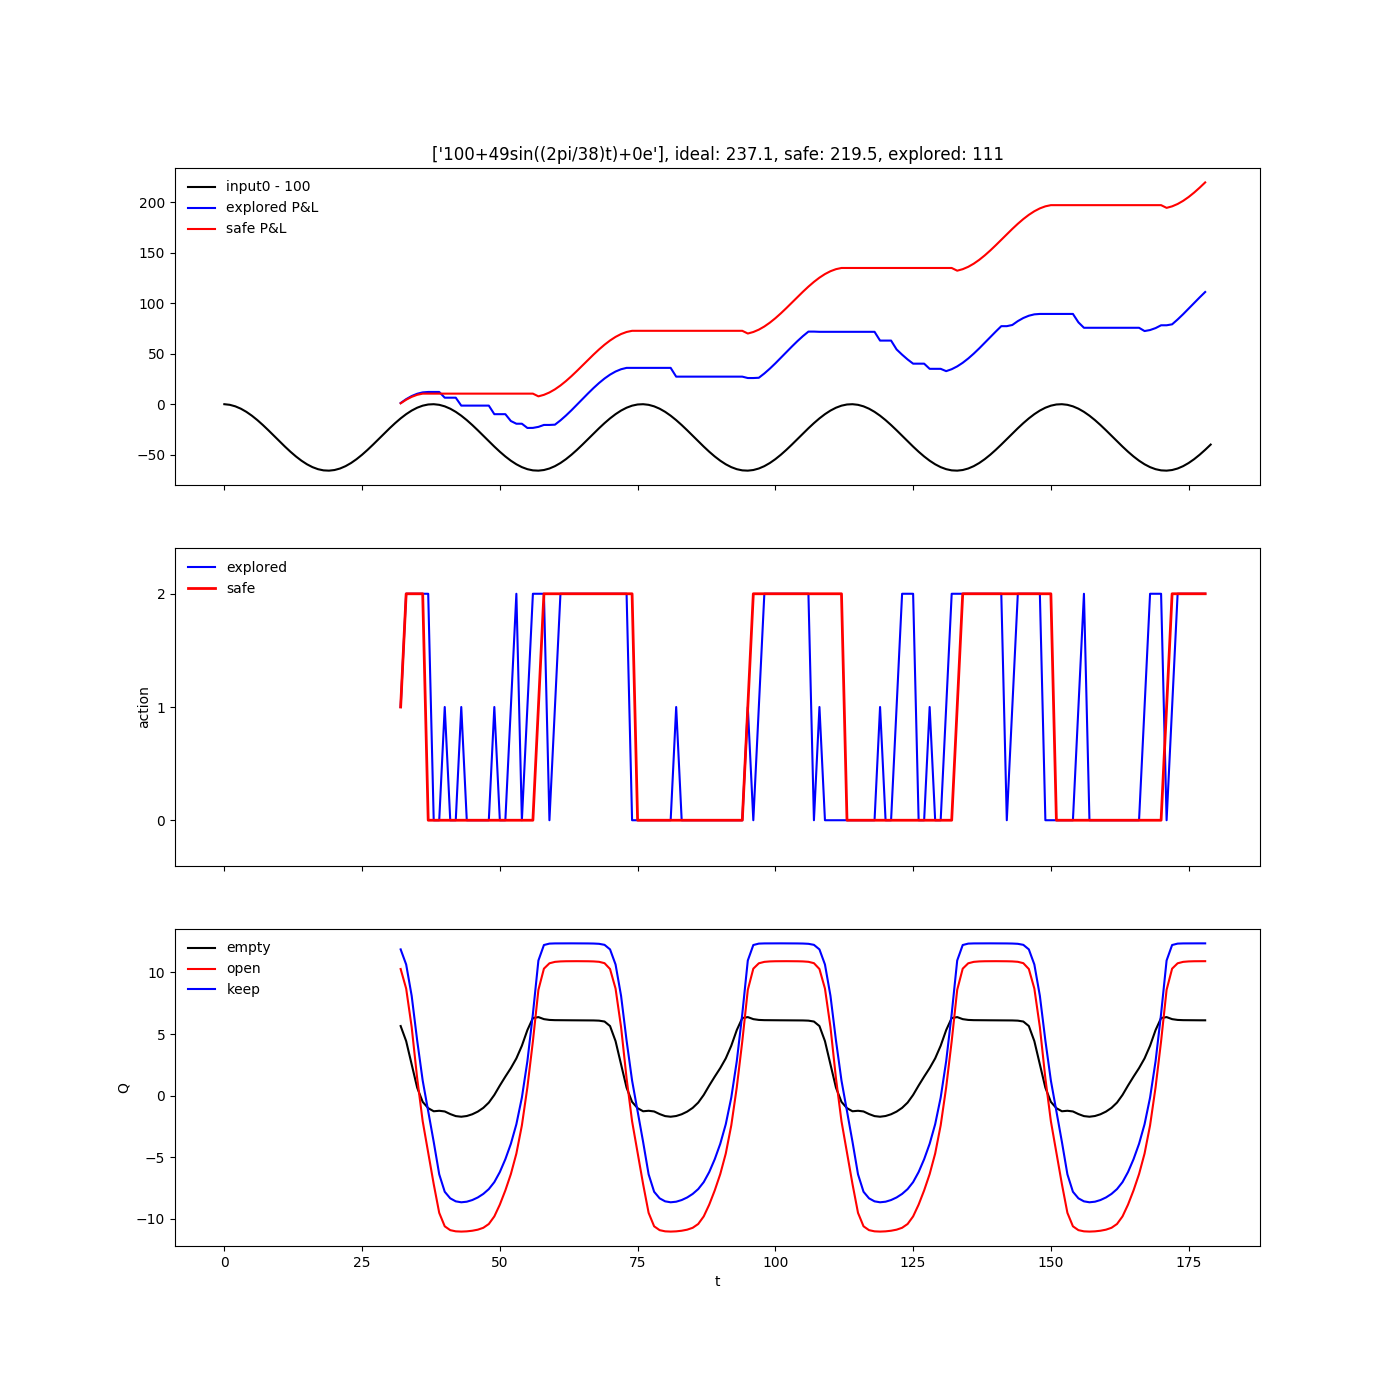 ['100+49sin((2pi/38)t)+0e'], ideal: 237.1, safe: 219.5, explored: 111
input0 - 100
explored P&L
safe P&L
200
150
100
50
0
−50
explored
safe
2
1
0
action
empty
open
keep
10
5
0
−5
−10
Q
0 25 50 75 100 125 150 175
t